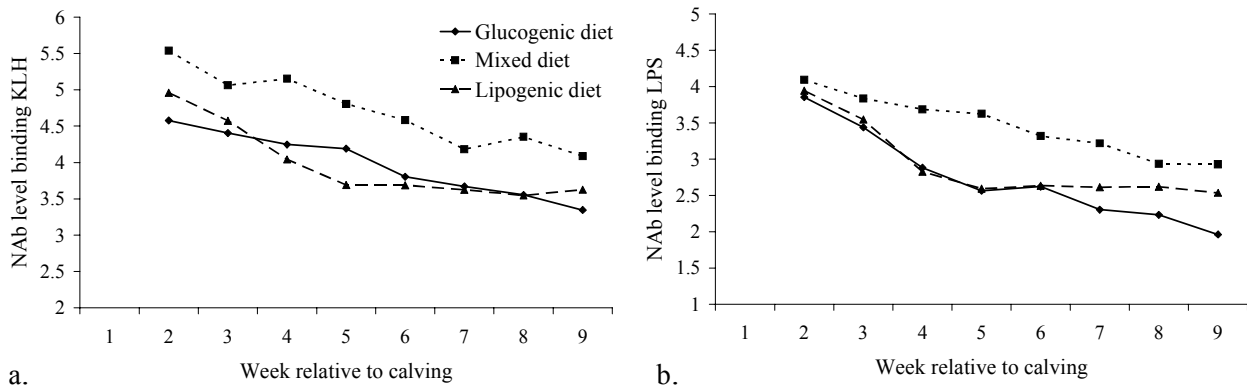 NAb level binding KLH
6
5.5
5
4.5
4
3.5
3
2.5
2
Glucogenic diet
Mixed diet
Lipogenic diet
1 2 3 4 5 6 7 8 9
Week relative to calving
a.
NAb level binding LPS
5
4.5
4
3.5
3
2.5
2
1.5
1
1 2 3 4 5 6 7 8 9
Week relative to calving
b.